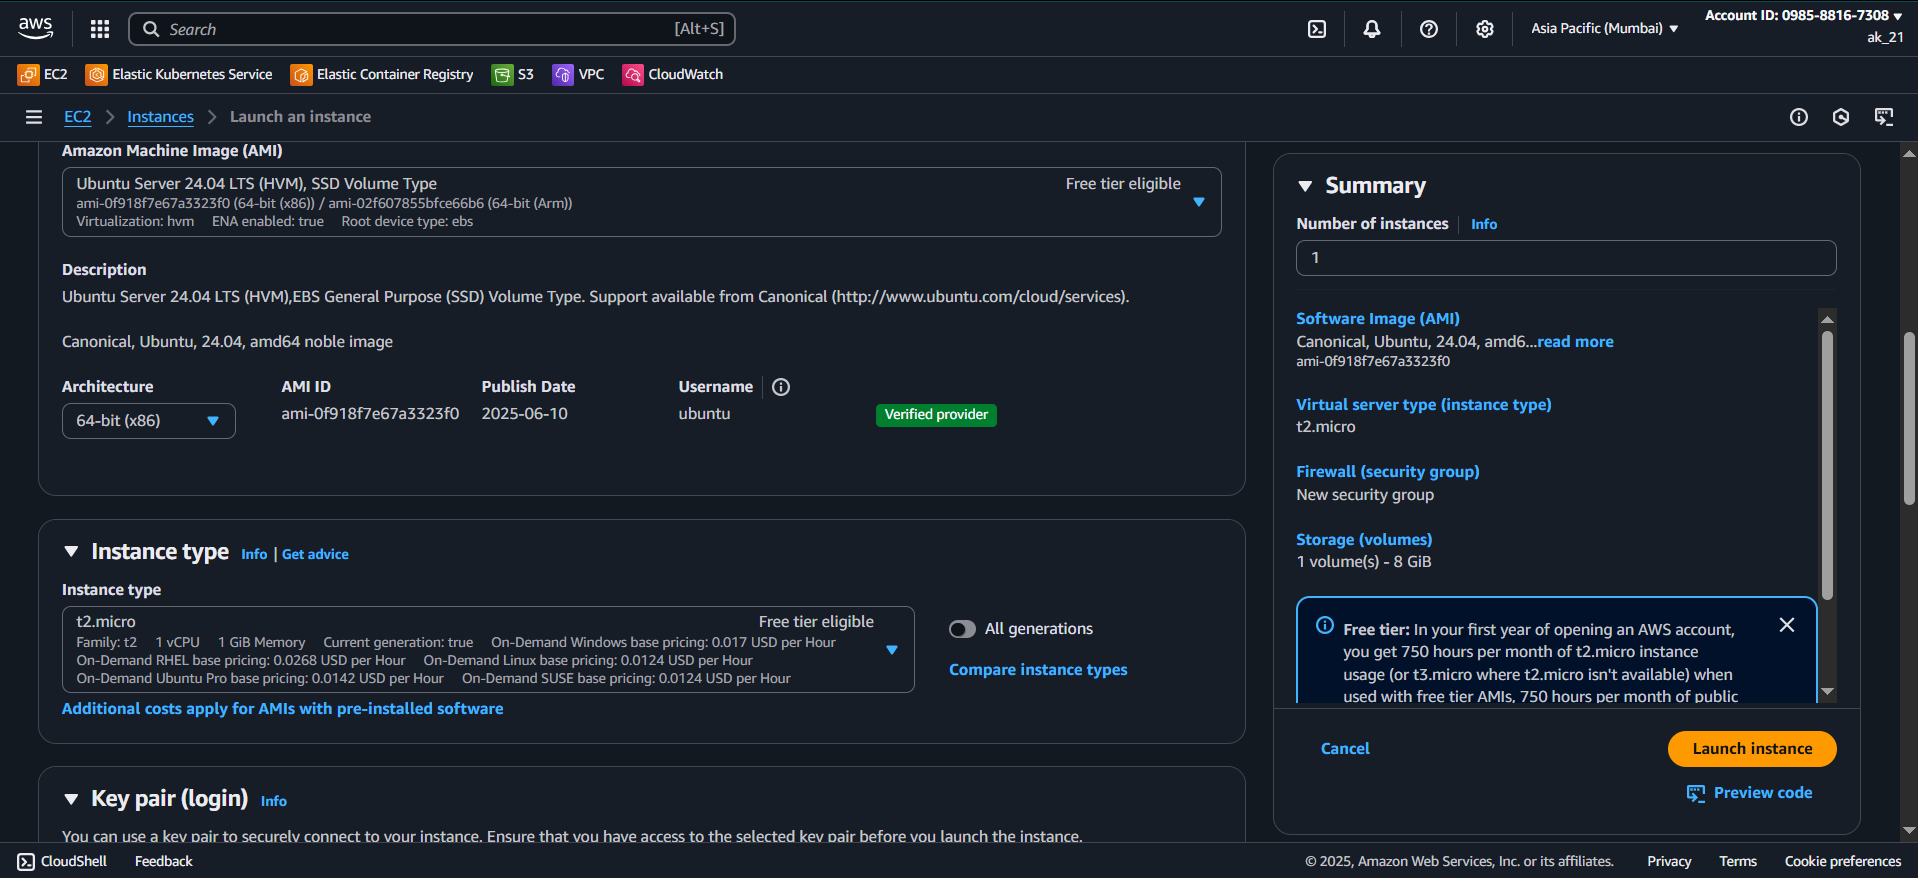 aws
Search [Alt+S]
Asia Pacific (Mumbai)
Account ID: 0985-8816-7308
ak_21
EC2 Elastic Kubernetes Service Elastic Container Registry S3 VPC CloudWatch
EC2 Instances Launch an instance
Amazon Machine Image (AMI)
Ubuntu Server 24.04 LTS (HVM), SSD Volume Type Free tier eligible
ami-0f918f7e67a3323f0 (64-bit (x86)) / ami-02f607855bfce66b6 (64-bit (Arm))
Virtualization: hvm ENA enabled: true Root device type: ebs
Description
Ubuntu Server 24.04 LTS (HVM),EBS General Purpose (SSD) Volume Type. Support available from Canonical (http://www.ubuntu.com/cloud/services).
Canonical, Ubuntu, 24.04, amd64 noble image
Architecture AMI ID Publish Date Username
64-bit (x86) ami-0f918f7e67a3323f0 2025-06-10 ubuntu Verified provider
Instance type Info | Get advice
Instance type
t2.micro Free tier eligible
Family: t2 1 vCPU 1 GiB Memory Current generation: true On-Demand Windows base pricing: 0.017 USD per Hour
On-Demand RHEL base pricing: 0.0268 USD per Hour On-Demand Linux base pricing: 0.0124 USD per Hour
On-Demand Ubuntu Pro base pricing: 0.0142 USD per Hour On-Demand SUSE base pricing: 0.0124 USD per Hour
All generations
Compare instance types
Additional costs apply for AMIs with pre-installed software
Key pair (login) Info
You can use a key pair to securely connect to your instance. Ensure that you have access to the selected key pair before you launch the instance.
Summary
Number of instances Info
1
Software Image (AMI)
Canonical, Ubuntu, 24.04, amd6...read more
ami-0f918f7e67a3323f0
Virtual server type (instance type)
t2.micro
Firewall (security group)
New security group
Storage (volumes)
1 volume(s) - 8 GiB
Free tier: In your first year of opening an AWS account,
you get 750 hours per month of t2.micro instance
usage (or t3.micro where t2.micro isn't available) when
used with free tier AMIs, 750 hours per month of public
Cancel Launch instance
Preview code
CloudShell Feedback © 2025, Amazon Web Services, Inc. or its affiliates. Privacy Terms Cookie preferences